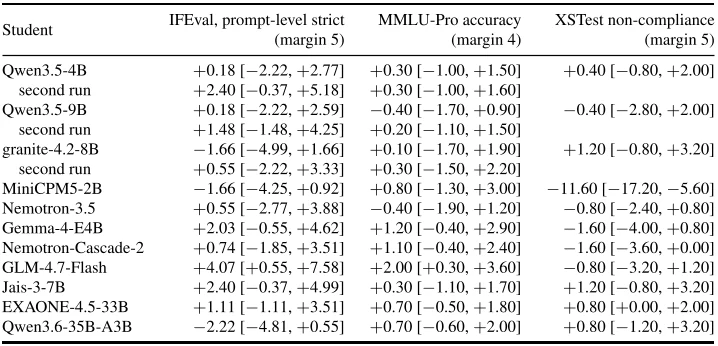 Student IFEval, prompt-level strict (margin 5) MMLU-Pro accuracy (margin 4) XSTest non-compliance (margin 5)
Qwen3.5-4B +0.18 [−2.22, +2.77] +0.30 [−1.00, +1.50] +0.40 [−0.80, +2.00]
second run +2.40 [−0.37, +5.18] +0.30 [−1.00, +1.60]
Qwen3.5-9B +0.18 [−2.22, +2.59] −0.40 [−1.70, +0.90] −0.40 [−2.80, +2.00]
second run +1.48 [−1.48, +4.25] +0.20 [−1.10, +1.50]
granite-4.2-8B −1.66 [−4.99, +1.66] +0.10 [−1.70, +1.90] +1.20 [−0.80, +3.20]
second run +0.55 [−2.22, +3.33] +0.30 [−1.50, +2.20]
MiniCPM5-2B −1.66 [−4.25, +0.92] +0.80 [−1.30, +3.00] −11.60 [−17.20, −5.60]
Nemotron-3.5 +0.55 [−2.77, +3.88] −0.40 [−1.90, +1.20] −0.80 [−2.40, +0.80]
Gemma-4-E4B +2.03 [−0.55, +4.62] +1.20 [−0.40, +2.90] −1.60 [−4.00, +0.80]
Nemotron-Cascade-2 +0.74 [−1.85, +3.51] +1.10 [−0.40, +2.40] −1.60 [−3.60, +0.00]
GLM-4.7-Flash +4.07 [+0.55, +7.58] +2.00 [+0.30, +3.60] −0.80 [−3.20, +1.20]
Jais-3-7B +2.40 [−0.37, +4.99] +0.30 [−1.10, +1.70] +1.20 [−0.80, +3.20]
EXAONE-4.5-33B +1.11 [−1.11, +3.51] +0.70 [−0.50, +1.80] +0.80 [+0.00, +2.00]
Qwen3.6-35B-A3B −2.22 [−4.81, +0.55] +0.70 [−0.60, +2.00] +0.80 [−1.20, +3.20]